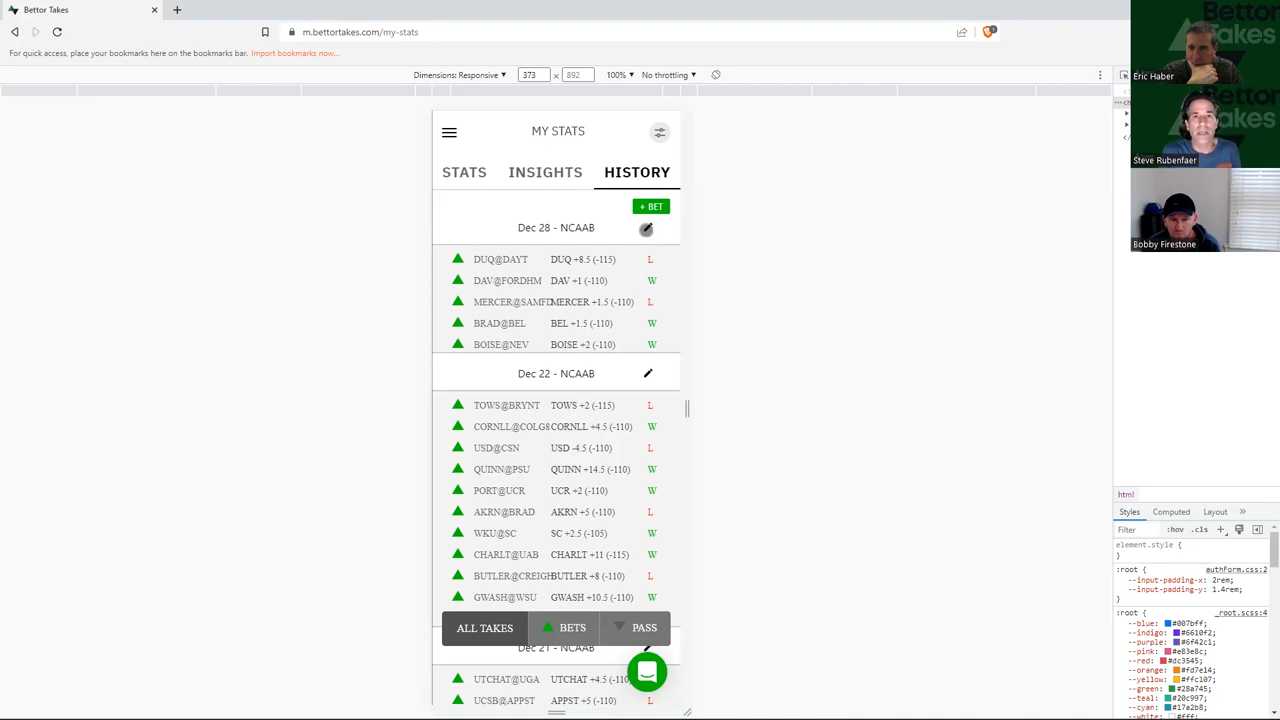 Bettor Takes
m.bettortakes.com/my-stats
For quick access, place your bookmarks here on the bookmarks bar. Import bookmarks now...
Dimensions: Responsive 373 × 892 100% No throttling
MY STATS
STATS INSIGHTS HISTORY
+ BET
Dec 28 - NCAAB
DUQ@DAYT DUQ +8.5 (-115) L
DAV@FORDHM DAV +1 (-110) W
MERCER@SAMFD MERCER +1.5 (-110) L
BRAD@BEL BEL +1.5 (-110) W
BOISE@NEV BOISE +2 (-110) W
Dec 22 - NCAAB
TOWS@BRYNT TOWS +2 (-115) L
CORNLL@COLG8 CORNLL +4.5 (-110) W
USD@CSN USD -4.5 (-110) L
QUINN@PSU QUINN +14.5 (-110) W
PORT@UCR UCR +2 (-110) W
AKRN@BRAD AKRN +5 (-110) L
WKU@SC SC +2.5 (-105) W
CHARLT@UAB CHARLT +11 (-115) W
BUTLER@CREIGH BUTLER +8 (-110) L
GWASH@WSU GWASH +10.5 (-110) W
ALL TAKES BETS PASS
Dec 21 - NCAAB
UTCHAT@UGA UTCHAT +4.5 (-110
UCSB@APPST APPST +5 (-110) L
Bettor
Takes
Eric Haber
Steve Rubenfaer
Bobby Firestone
html
Styles Computed Layout
Filter :hov .cls
element.style {
}
:root { authForm.css:2
--input-padding-x: 2rem;
--input-padding-y: 1.4rem;
}
:root { _root.scss:4
--blue: #007bff;
--indigo: #6610f2;
--purple: #6f42c1;
--pink: #e83e8c;
--red: #dc3545;
--orange: #fd7e14;
--yellow: #ffc107;
--green: #28a745;
--teal: #20c997;
--cyan: #17a2b8;
--white: #fff;